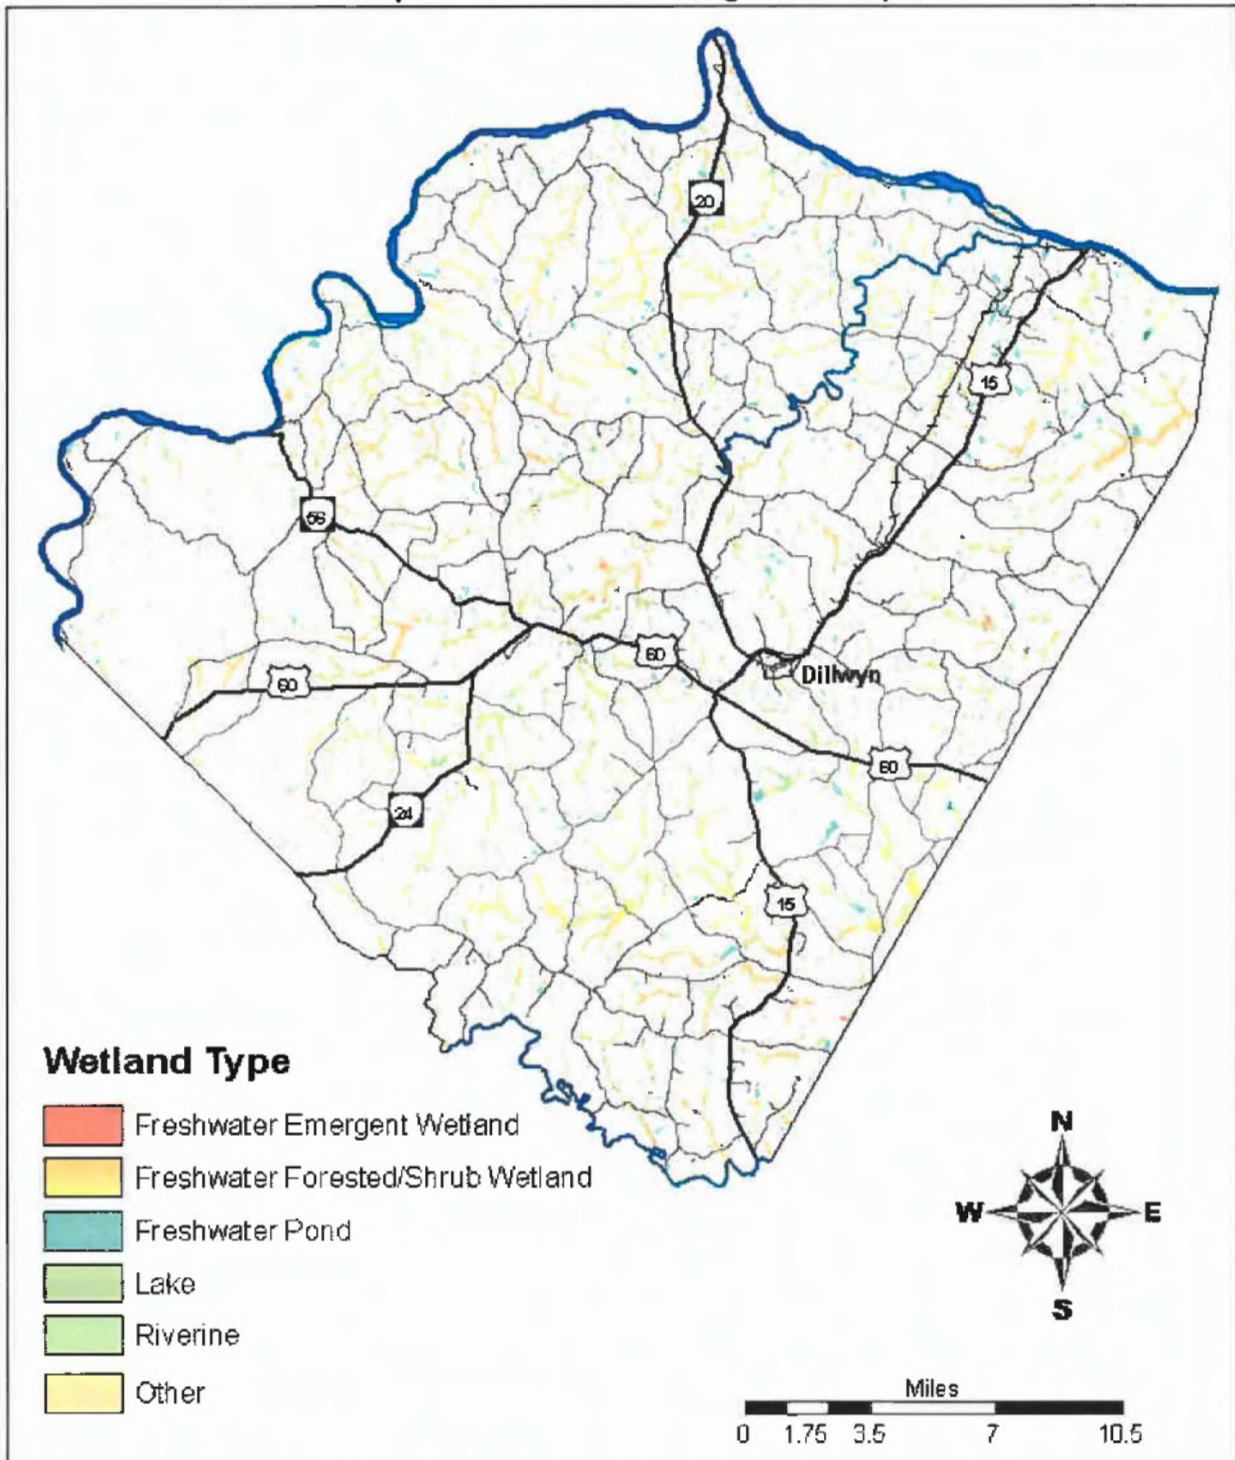 20
15
56
60
Dillwyn
60
60
24
15
Wetland Type
Freshwater Emergent Wetland
Freshwater Forested/Shrub Wetland
Freshwater Pond
Lake
Riverine
Other
N
W E
S
Miles
0 1.75 3.5 7 10.5